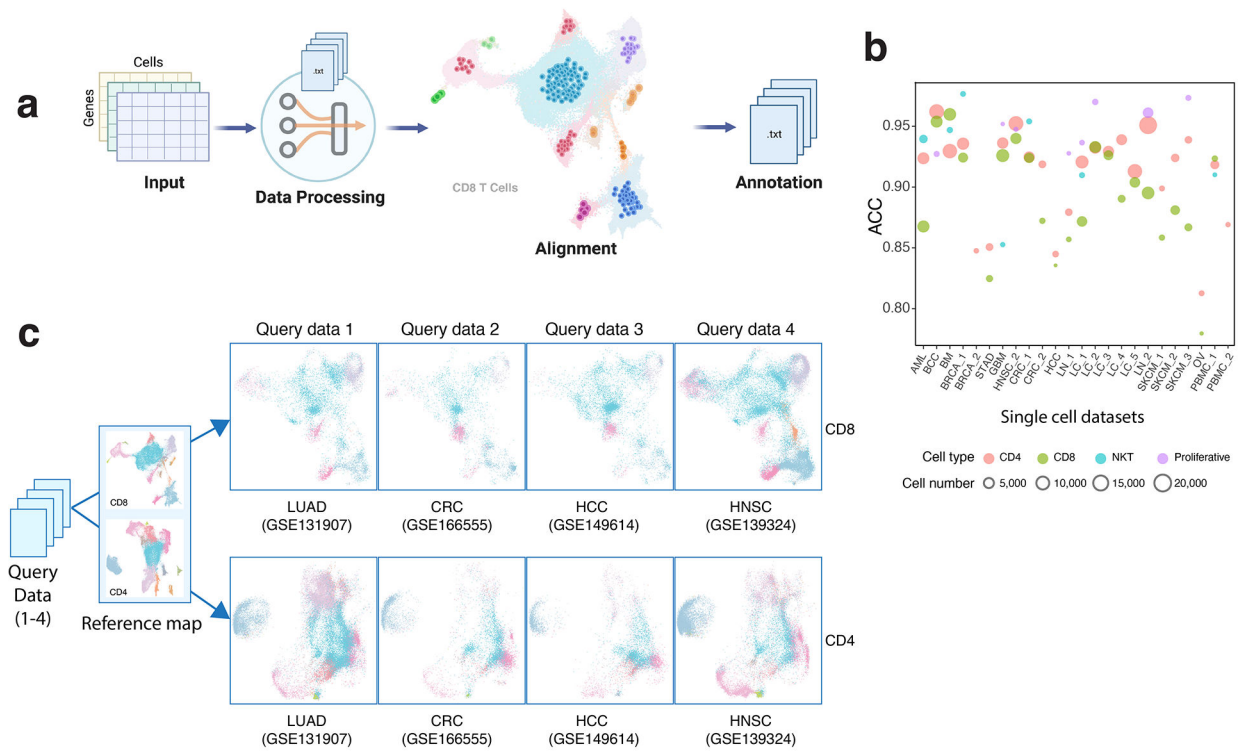 a
Cells
Genes
Input
.txt
Data Processing
CD8 T Cells
Alignment
.txt
Annotation
b
ACC
0.95
0.90
0.85
0.80
AML
BCC
BM
BRCA_1
BRCA_2
STAD
GBM
HNSC_2
CRC_1
CRC_2
HCC
LN_1
LC_1
LC_2
LC_3
LC_4
LC_5
LN_2
SKCM_1
SKCM_2
SKCM_3
OV
PBMC_1
PBMC_2
Single cell datasets
Cell type CD4 CD8 NKT Proliferative
Cell number 5,000 10,000 15,000 20,000
c
Query data 1 Query data 2 Query data 3 Query data 4
CD8
LUAD CRC HCC HNSC
(GSE131907) (GSE166555) (GSE149614) (GSE139324)
CD8
CD4
Query
Data
(1-4)
Reference map
CD4
LUAD CRC HCC HNSC
(GSE131907) (GSE166555) (GSE149614) (GSE139324)